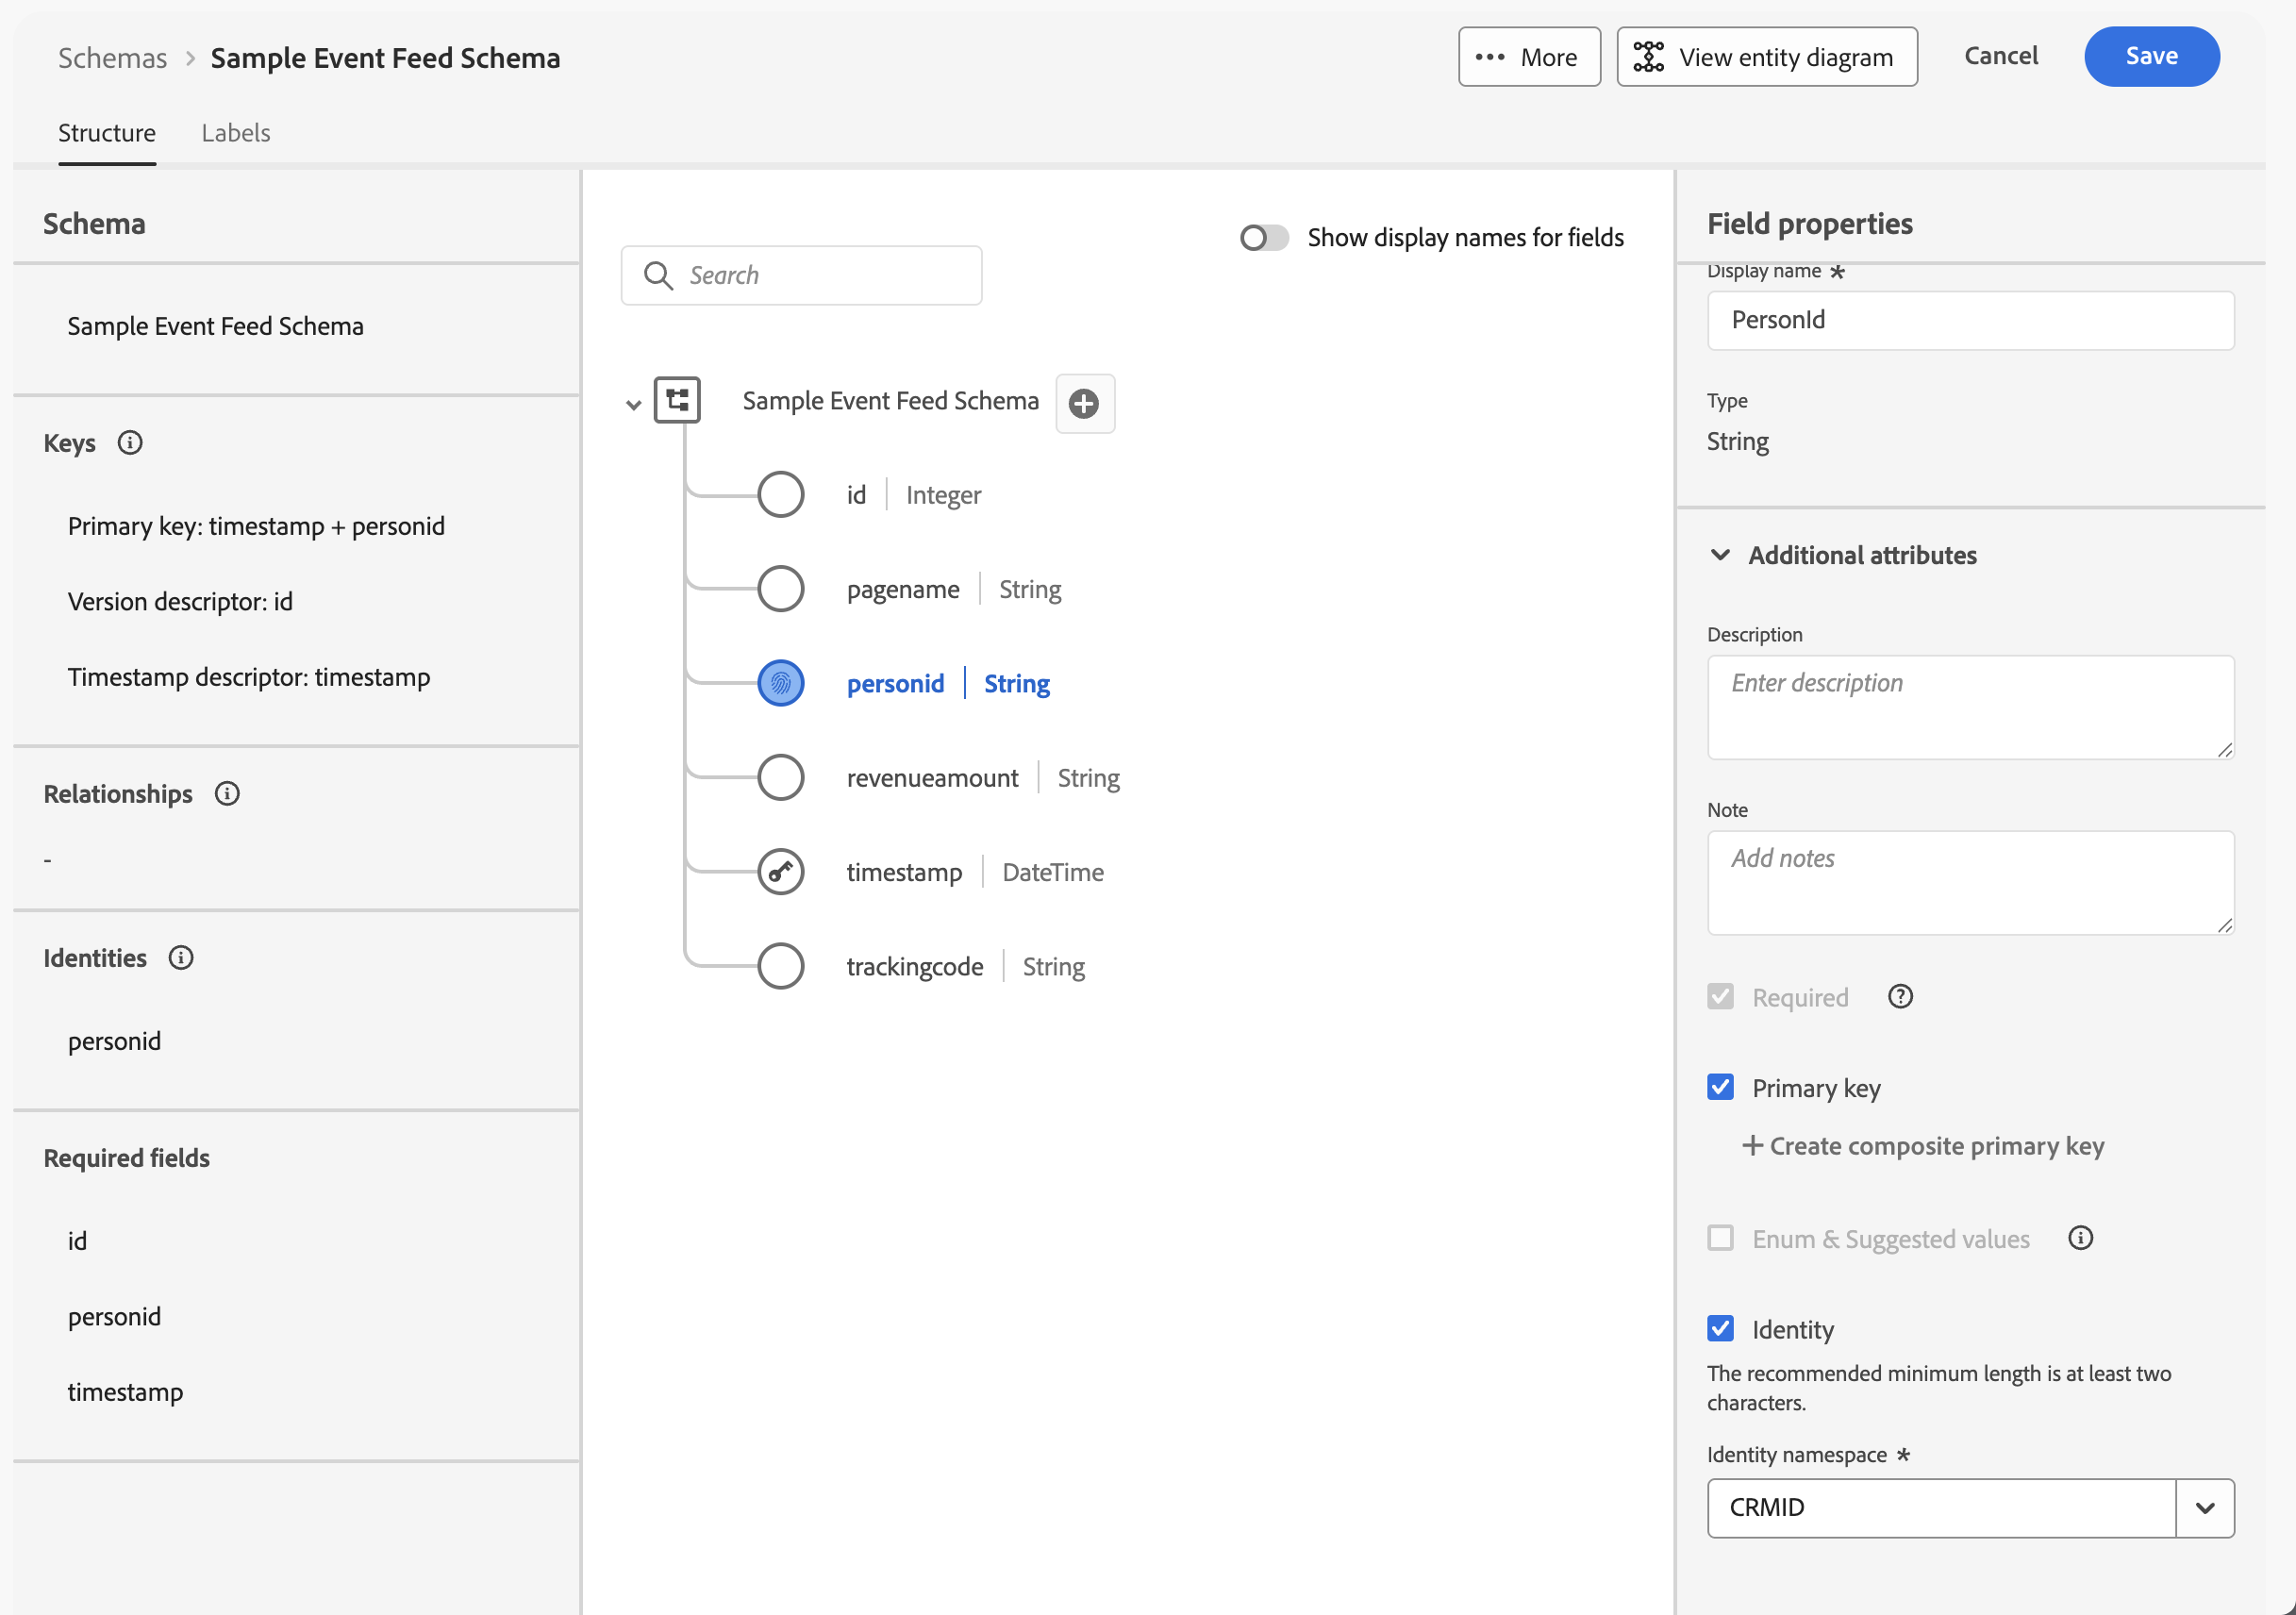 Schemas > Sample Event Feed Schema
More
View entity diagram
Cancel
Save
Structure
Labels
Schema
Sample Event Feed Schema
Keys
Primary key: timestamp + personid
Version descriptor: id
Timestamp descriptor: timestamp
Relationships
-
Identities
personid
Required fields
id
personid
timestamp
Show display names for fields
Search
Sample Event Feed Schema
id | Integer
pagename | String
personid | String
revenueamount | String
timestamp | DateTime
trackingcode | String
Field properties
Display name *
PersonId
Type
String
Additional attributes
Description
Enter description
Note
Add notes
Required
Primary key
+ Create composite primary key
Enum & Suggested values
Identity
The recommended minimum length is at least two
characters.
Identity namespace *
CRMID